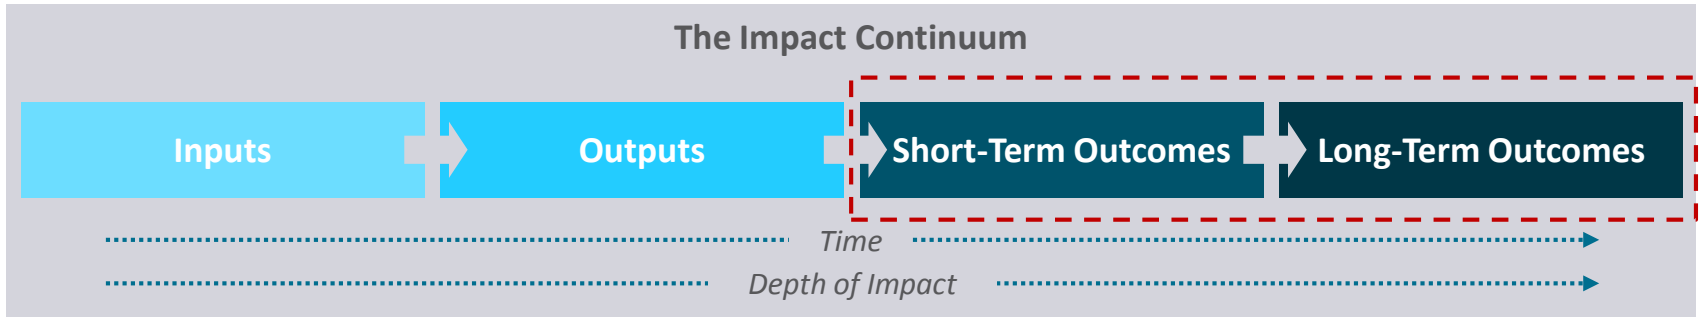 The Impact Continuum
Inputs
Outputs
Short-Term Outcomes
Long-Term Outcomes
Time
Depth of Impact